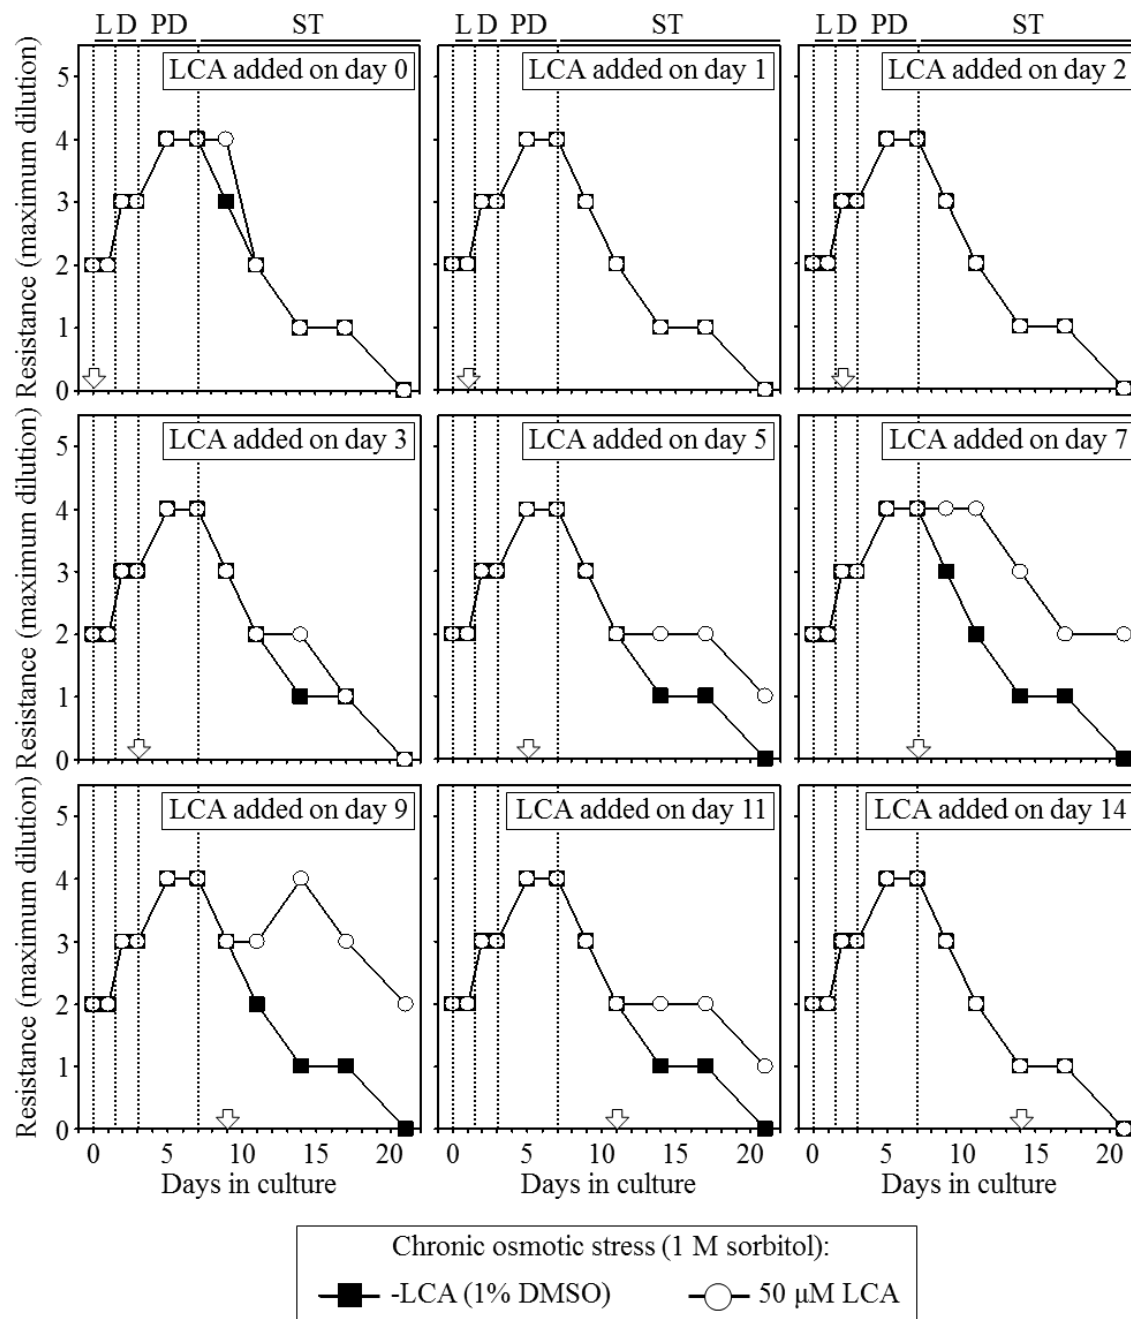 L D PD ST L D PD ST L D PD ST
LCA added on day 0
LCA added on day 1
LCA added on day 2
Resistance (maximum dilution)
5
4
3
2
1
0
LCA added on day 3
LCA added on day 5
LCA added on day 7
Resistance (maximum dilution)
5
4
3
2
1
0
LCA added on day 9
LCA added on day 11
LCA added on day 14
Resistance (maximum dilution)
5
4
3
2
1
0
0 5 10 15 20 0 5 10 15 20 0 5 10 15 20
Days in culture Days in culture Days in culture
Chronic osmotic stress (1 M sorbitol):
-LCA (1% DMSO) 50 μM LCA